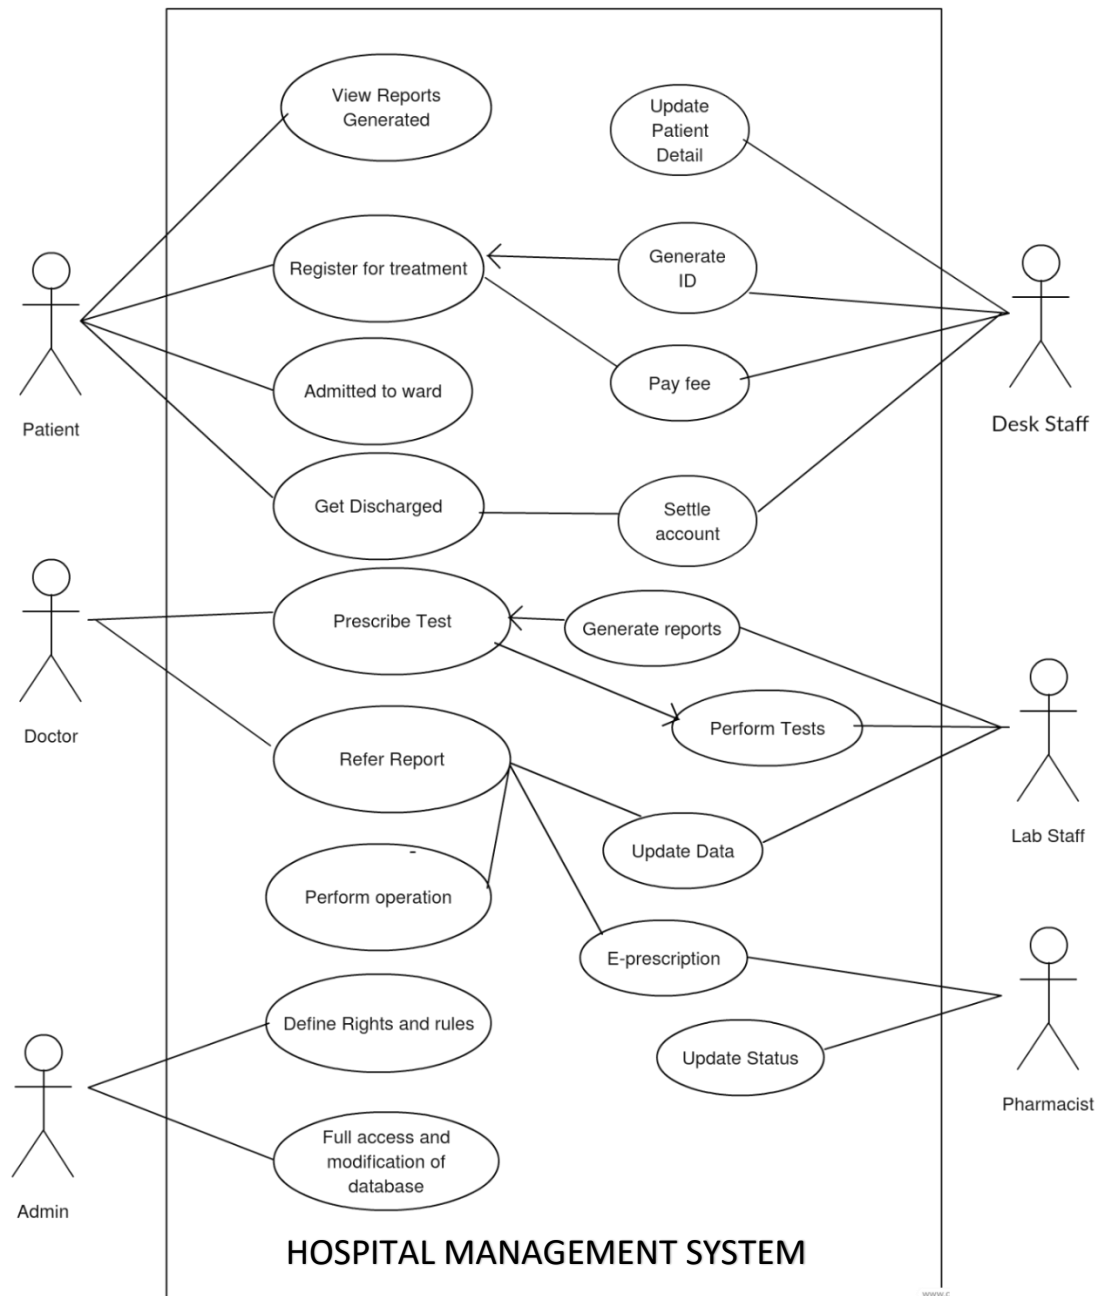 View Reports
Generated
Update
Patient
Detail
Register for treatment
Generate
ID
Admitted to ward
Pay fee
Patient
Desk Staff
Get Discharged
Settle
account
Prescribe Test
Generate reports
Doctor
Perform Tests
Refer Report
Lab Staff
Update Data
Perform operation
E-prescription
Define Rights and rules
Update Status
Pharmacist
Full access and
modification of
database
Admin
HOSPITAL MANAGEMENT SYSTEM
www.c